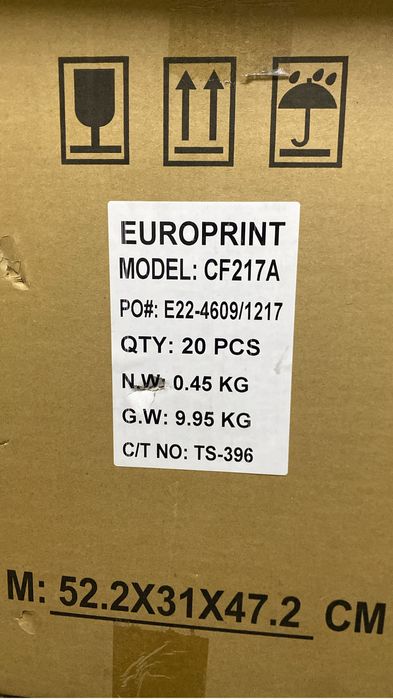 EUROPRINT
MODEL: CF217A
PO#: E22-4609/1217
QTY: 20 PCS
N.W: 0.45 KG
G.W: 9.95 KG
C/T NO: TS-396
M: 52.2X31X47.2 CM